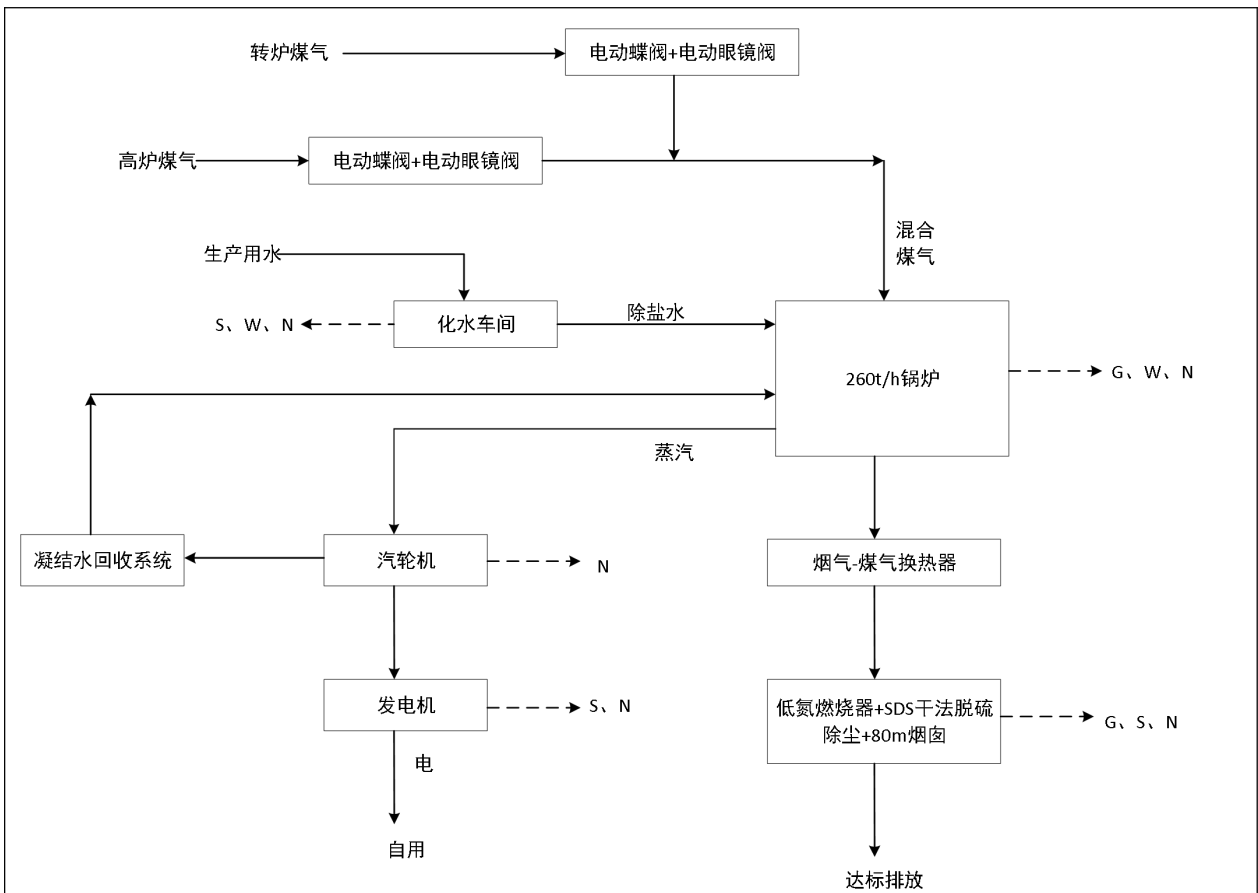 转炉煤气
电动蝶阀+电动眼镜阀
高炉煤气
电动蝶阀+电动眼镜阀
混合
煤气
生产用水
S、W、N
化水车间
除盐水
260t/h锅炉
G、W、N
蒸汽
凝结水回收系统
汽轮机
N
烟气-煤气换热器
发电机
S、N
低氮燃烧器+SDS干法脱硫
除尘+80m烟囱
G、S、N
电
自用
达标排放